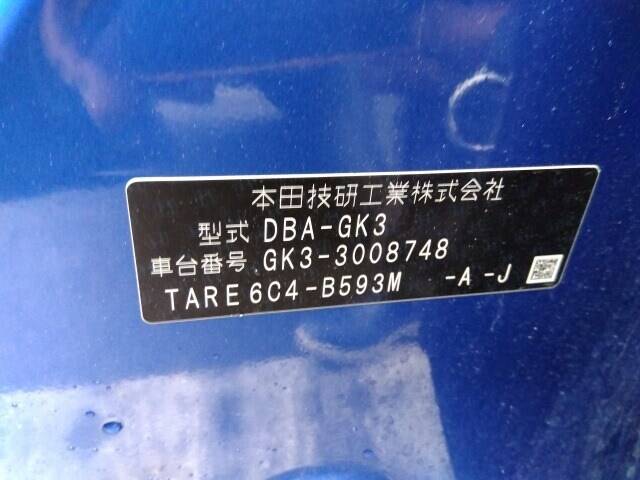 本田技研工業株式会社
型式 DBA-GK3
車台番号 GK3-3008748
TARE6C4-B593M -A -J